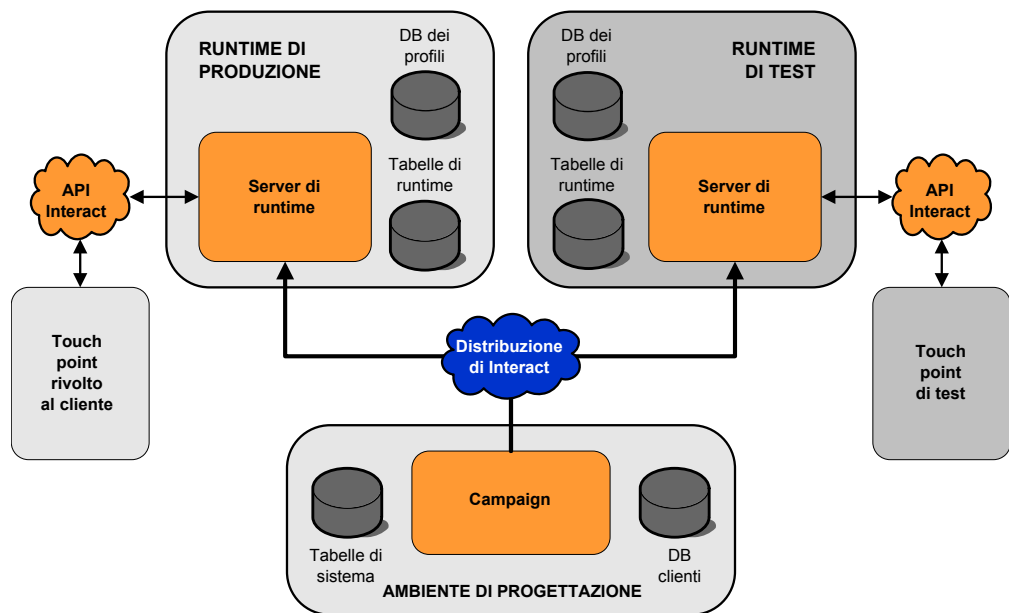 RUNTIME DI
PRODUZIONE
DB dei
profili
Tabelle di
runtime
Server di
runtime
API
Interact
Touch
point
rivolto
al cliente
DB dei
profili
RUNTIME
DI TEST
Tabelle di
runtime
Server di
runtime
API
Interact
Touch
point
di test
Distribuzione
di Interact
Campaign
Tabelle di
sistema
DB
clienti
AMBIENTE DI PROGETTAZIONE